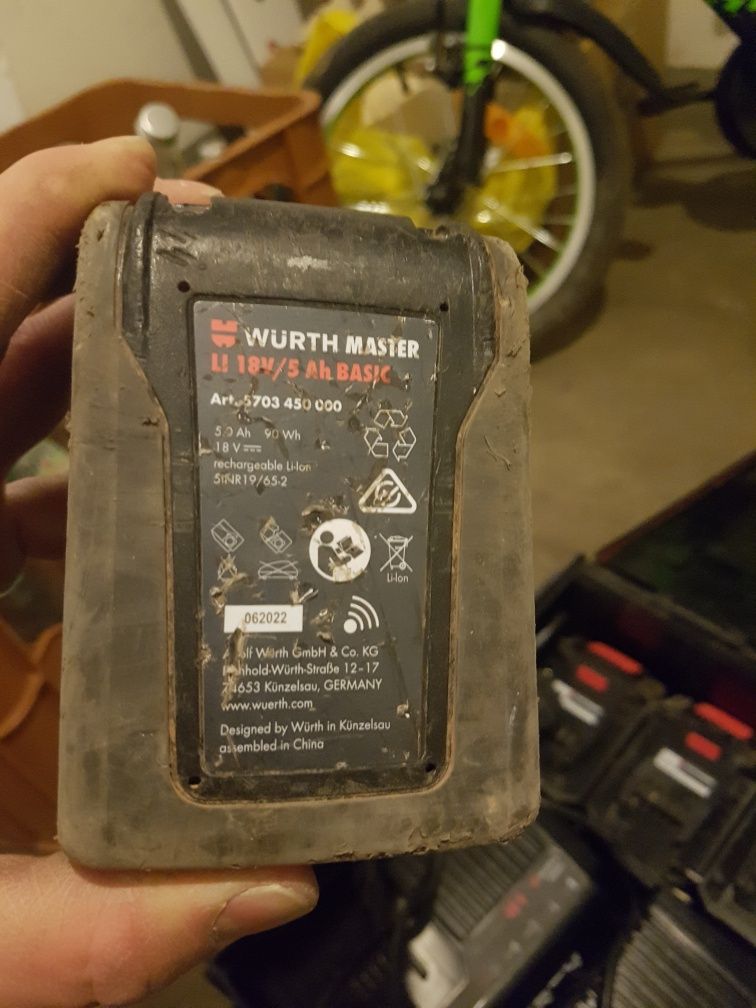 WÜRTH MASTER
LI 18V/5 Ah BASIC
Art. 5703 450 000
5.0 Ah 90 Wh
18 V
rechargeable Li-Ion
5INR19/65-2
Li-Ion
062022
Adolf Würth GmbH & Co. KG
Reinhold-Würth-Straße 12–17
74653 Künzelsau, GERMANY
www.wuerth.com
Designed by Würth in Künzelsau
assembled in China